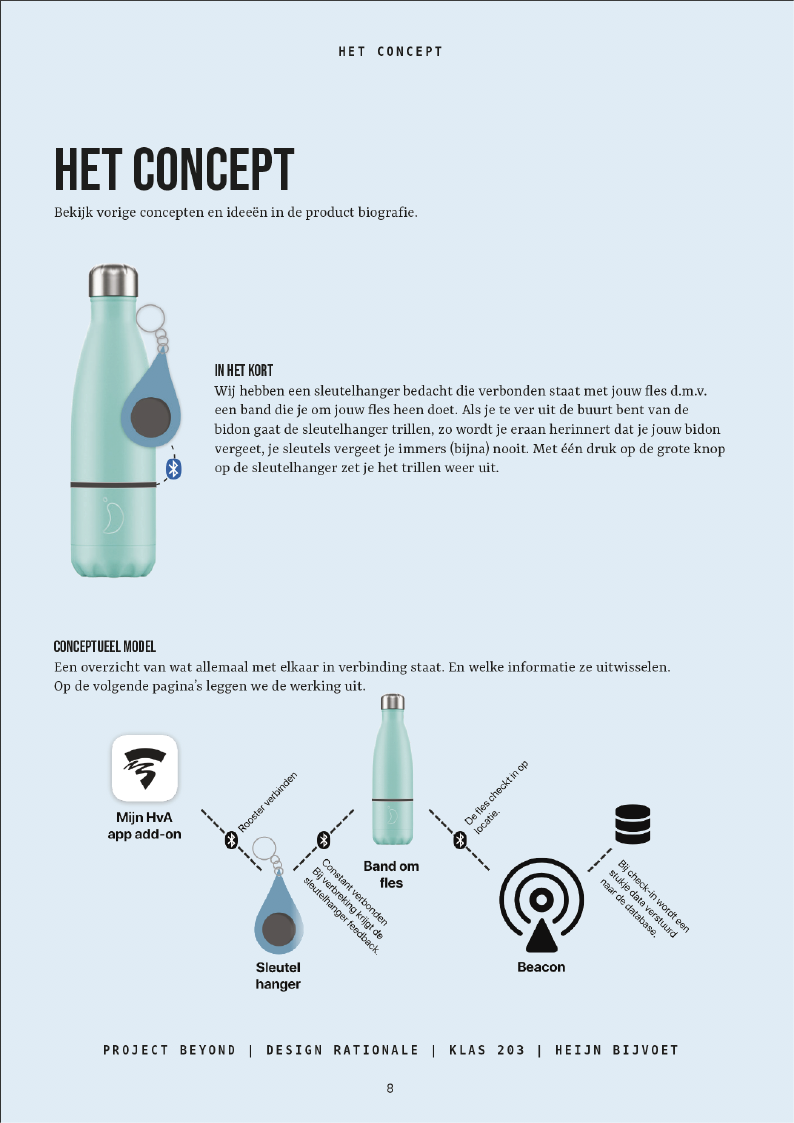 HET CONCEPT
HET CONCEPT
Bekijk vorige concepten en ideeën in de product biografie.
IN HET KORT
Wij hebben een sleutelhanger bedacht die verbonden staat met jouw fles d.m.v.
een band die je om jouw fles heen doet. Als je te ver uit de buurt bent van de
bidon gaat de sleutelhanger trillen, zo wordt je eraan herinnert dat je jouw bidon
vergeet, je sleutels vergeet je immers (bijna) nooit. Met één druk op de grote knop
op de sleutelhanger zet je het trillen weer uit.
CONCEPTUEEL MODEL
Een overzicht van wat allemaal met elkaar in verbinding staat. En welke informatie ze uitwisselen.
Op de volgende pagina's leggen we de werking uit.
Mijn HvA
app add-on
Rooster verbinden
Sleutel
hanger
Constant verbonden
Bij verbreking krijgt de
sleutelhanger feedback.
Band om
fles
De fles checkt in op
locatie.
Beacon
Bij check-in wordt een
stukje data verstuurd
naar de database.
PROJECT BEYOND | DESIGN RATIONALE | KLAS 203 | HEIJN BIJVOET
8